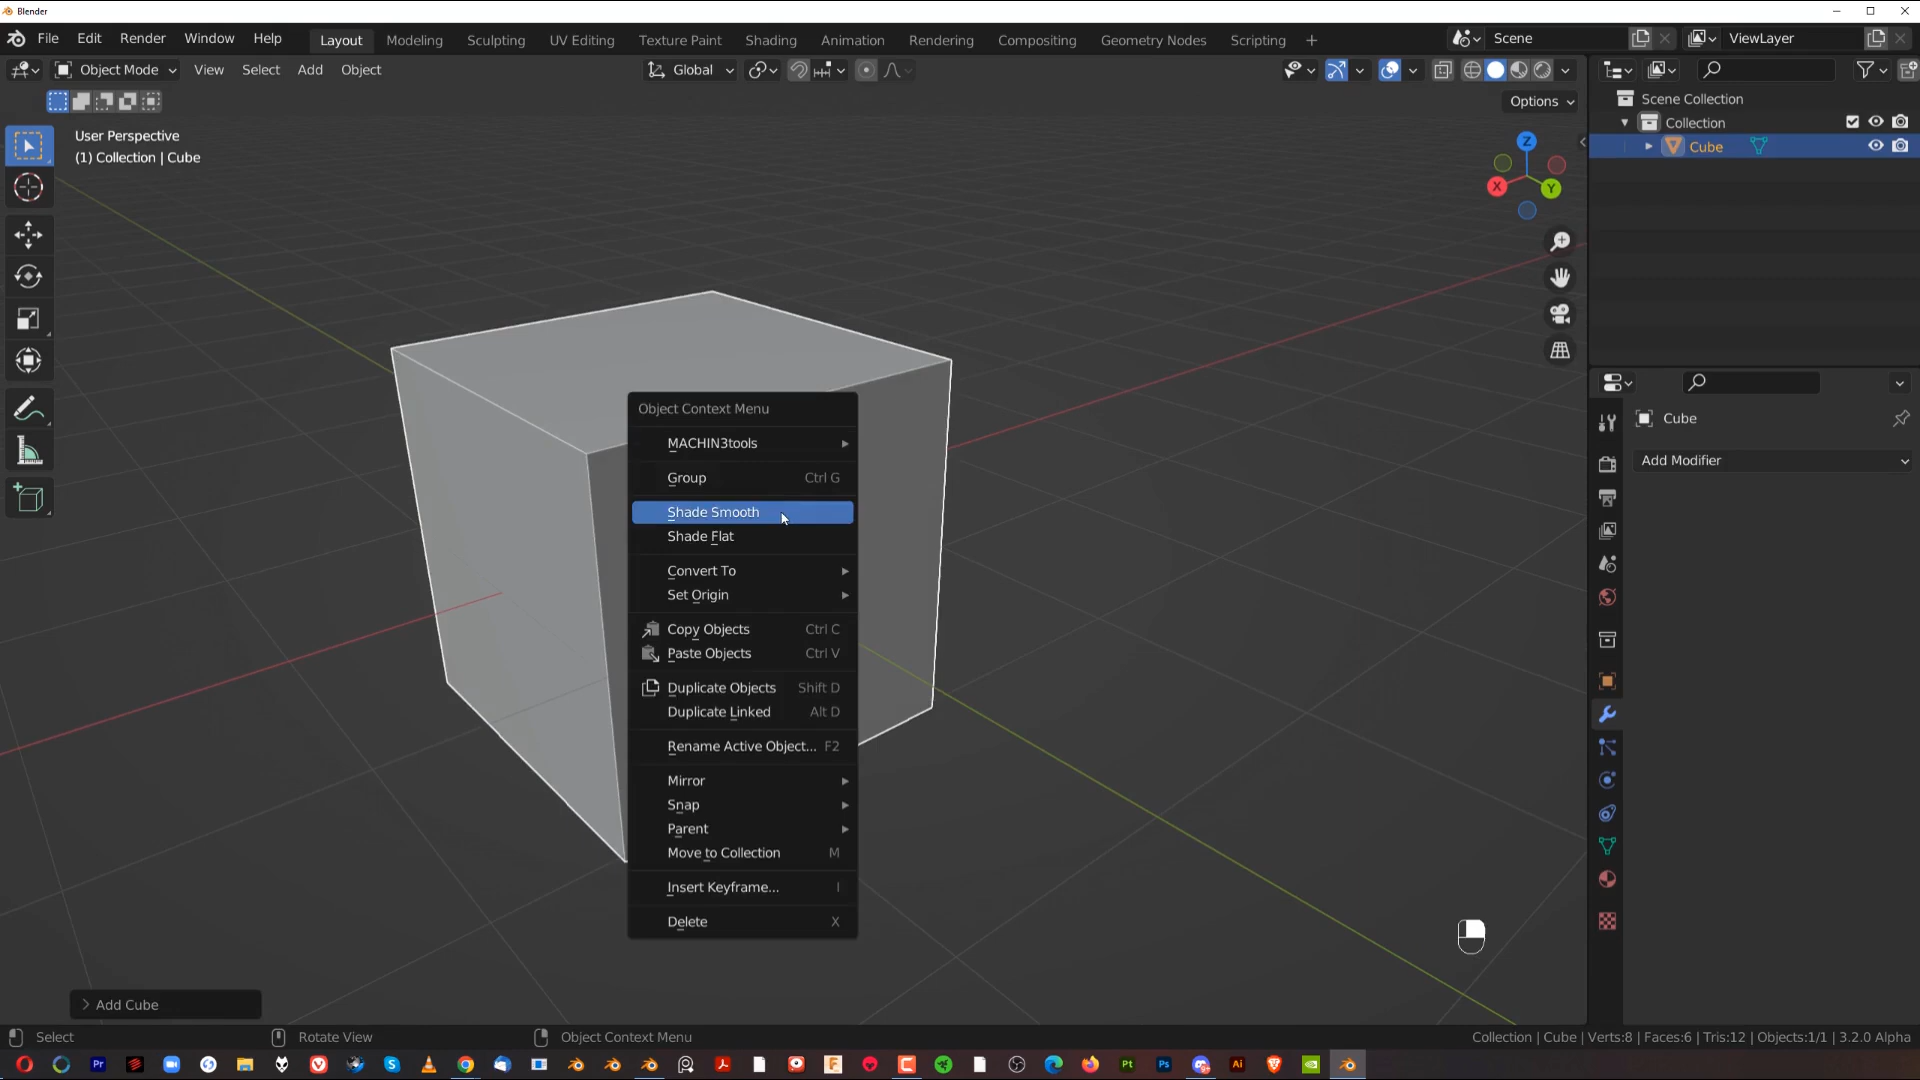 Blender
File Edit Render Window Help Layout Modeling Sculpting UV Editing Texture Paint Shading Animation Rendering Compositing Geometry Nodes Scripting + Scene ViewLayer
Object Mode View Select Add Object Global
Options
User Perspective
(1) Collection | Cube
Z
X
Y
Scene Collection
Collection
Cube
Cube
Add Modifier
Object Context Menu
MACHIN3tools
Group Ctrl G
Shade Smooth
Shade Flat
Convert To
Set Origin
Copy Objects Ctrl C
Paste Objects Ctrl V
Duplicate Objects Shift D
Duplicate Linked Alt D
Rename Active Object... F2
Mirror
Snap
Parent
Move to Collection M
Insert Keyframe... I
Delete X
Add Cube
Select Rotate View Object Context Menu Collection | Cube | Verts:8 | Faces:6 | Tris:12 | Objects:1/1 | 3.2.0 Alpha
Pr S F Pt Ps Ai